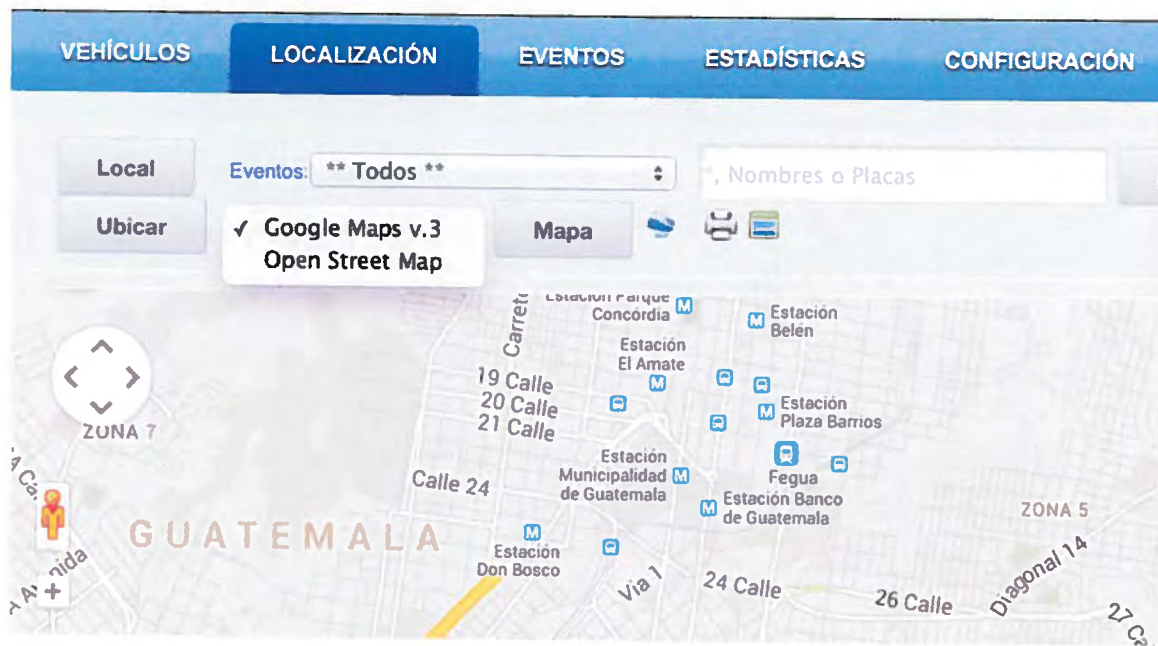 VEHÍCULOS LOCALIZACIÓN EVENTOS ESTADÍSTICAS CONFIGURACIÓN
Local Eventos: ** Todos ** *, Nombres o Placas
Ubicar ✓ Google Maps v.3 Mapa
Open Street Map
Estación Parque
Concordia
Estación
Belén
Estación
El Amate
19 Calle
20 Calle
21 Calle
Estación
Plaza Barrios
ZONA 7
Estación
Municipalidad
de Guatemala
Fegua
Calle 24
Estación Banco
de Guatemala
ZONA 5
GUATEMALA
Estación
Don Bosco
Via 1
24 Calle
26 Calle
Diagonal 14
+